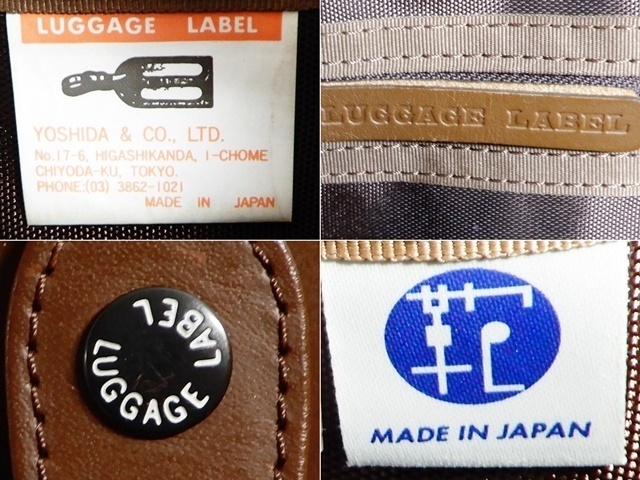 LUGGAGE LABEL
YOSHIDA & CO., LTD.
No.17-6, HIGASHIKANDA, 1-CHOME
CHIYODA-KU, TOKYO.
PHONE:(03) 3862-1021
MADE IN JAPAN
LUGGAGE LABEL
LUGGAGE LABEL
MADE IN JAPAN